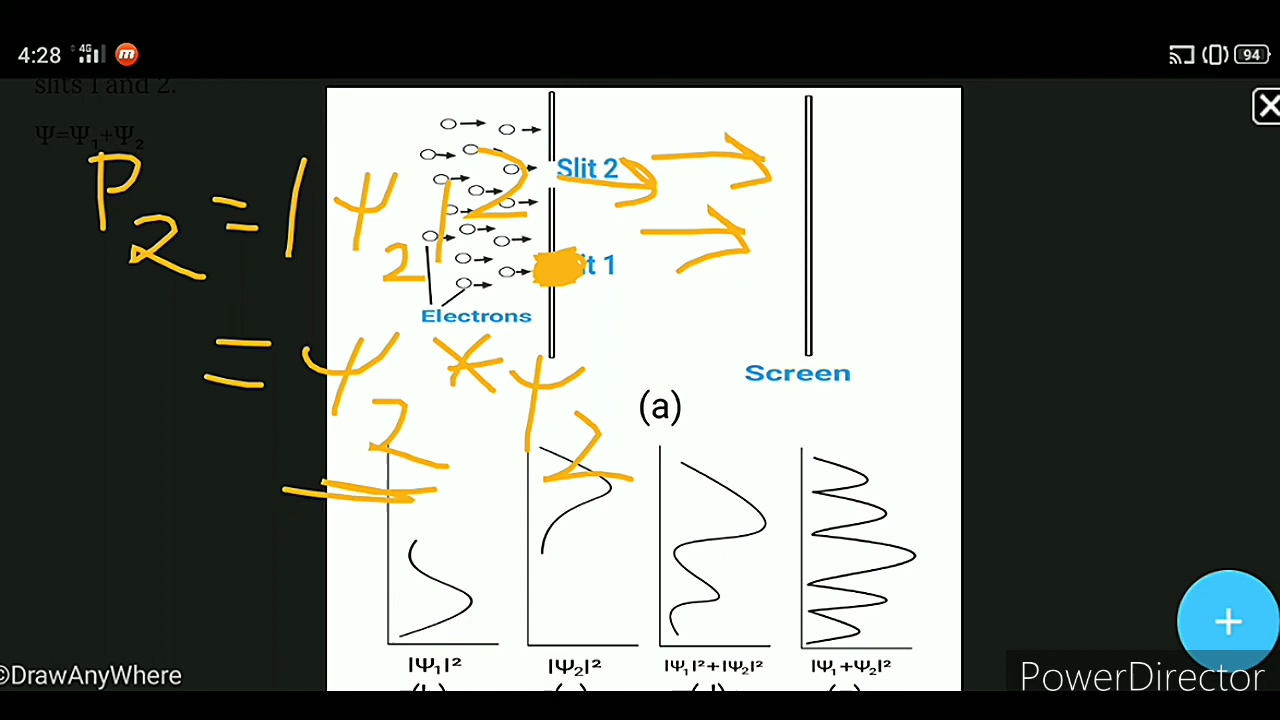 4:28 4G m 94
slits 1 and 2.
Ψ=Ψ₁+Ψ₂
P₂ = |Ψ₂|²
Slit 2
it 1
Electrons
= Ψ₂* Ψ₂
Screen
(a)
|Ψ₁|² |Ψ₂|² |Ψ₁|²+|Ψ₂|² |Ψ₁+Ψ₂|²
©DrawAnyWhere
PowerDirector